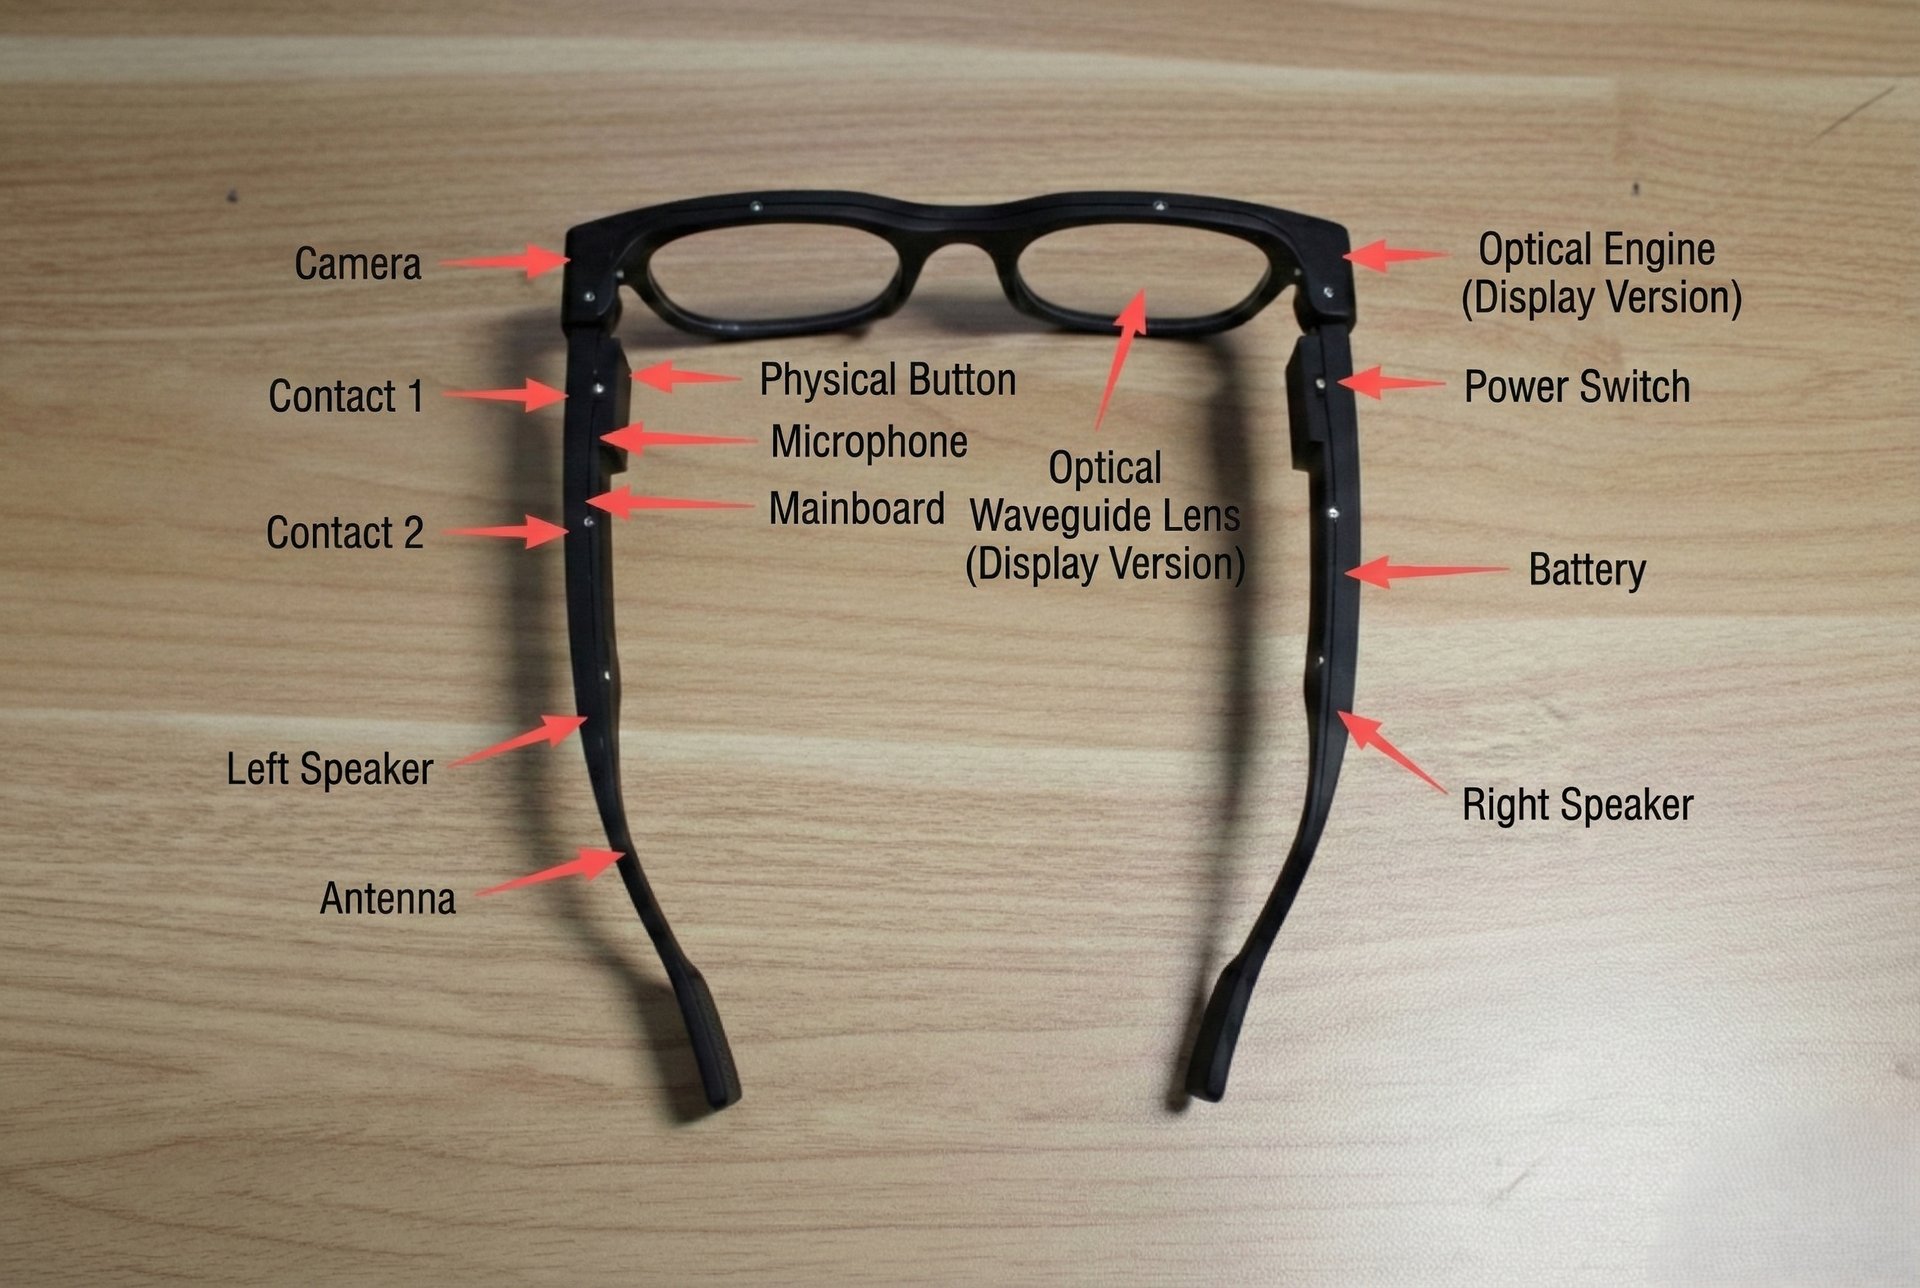 Camera
Optical Engine
(Display Version)
Contact 1
Physical Button
Power Switch
Microphone
Optical
Waveguide Lens
(Display Version)
Mainboard
Contact 2
Battery
Left Speaker
Right Speaker
Antenna